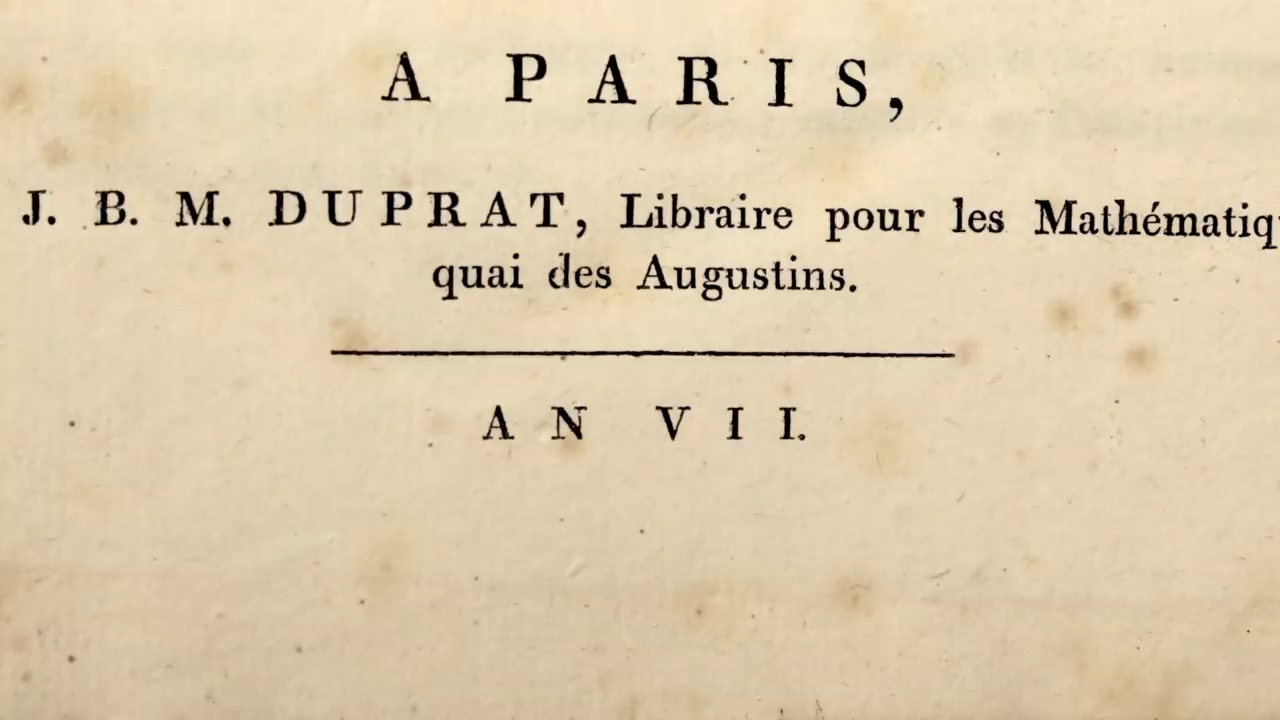 A PARIS,
J. B. M. DUPRAT, Libraire pour les Mathématiq
quai des Augustins.
AN VII.